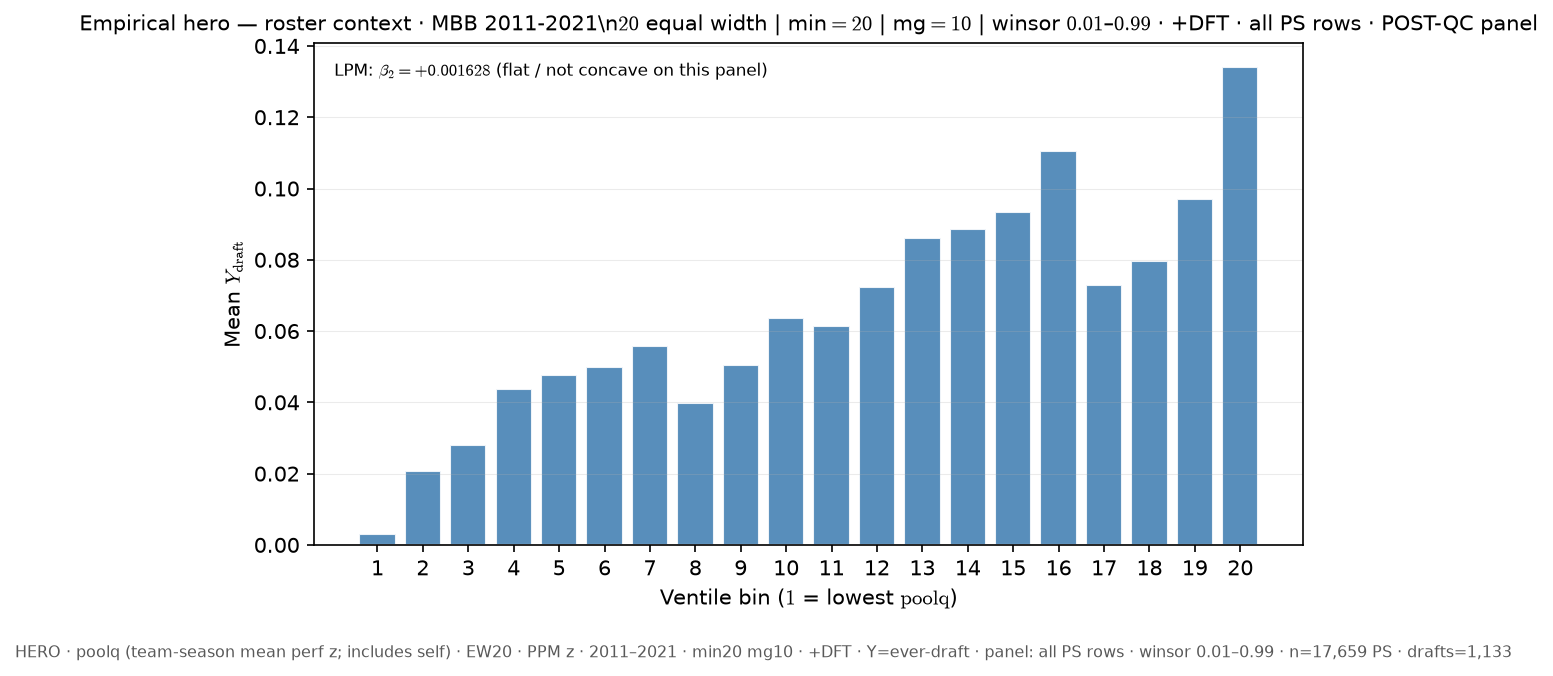 Empirical hero — roster context · MBB 2011-2021\n20 equal width | min = 20 | mg = 10 | winsor 0.01–0.99 · +DFT · all PS rows · POST-QC panel
LPM: β₂ = +0.001628 (flat / not concave on this panel)
Mean Y_draft
0.14
0.12
0.10
0.08
0.06
0.04
0.02
0.00
1 2 3 4 5 6 7 8 9 10 11 12 13 14 15 16 17 18 19 20
Ventile bin (1 = lowest poolq)
HERO · poolq (team-season mean perf z; includes self) · EW20 · PPM z · 2011–2021 · min20 mg10 · +DFT · Y=ever-draft · panel: all PS rows · winsor 0.01–0.99 · n=17,659 PS · drafts=1,133